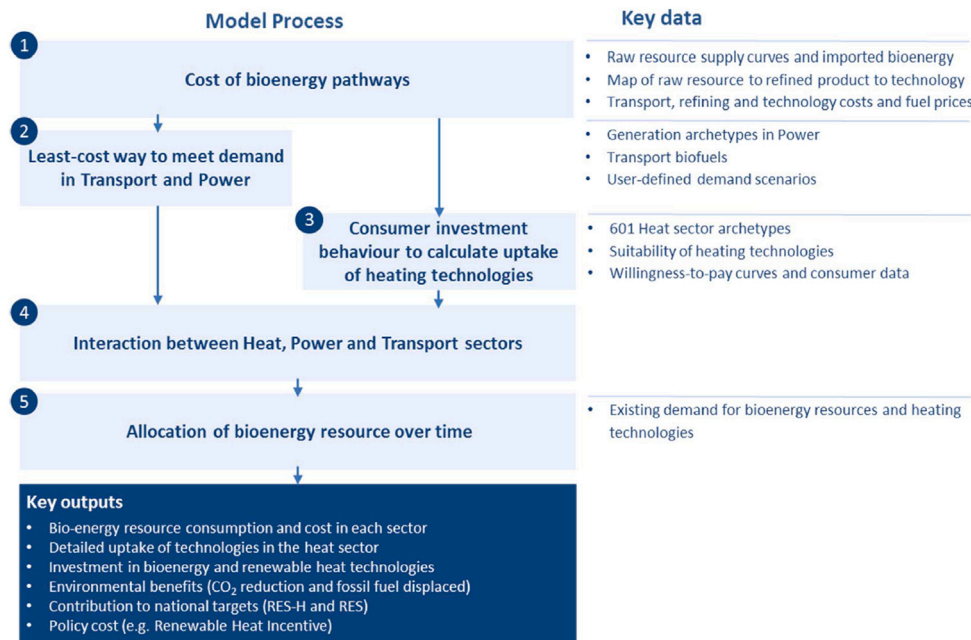 Model Process
Key data
1
Cost of bioenergy pathways
• Raw resource supply curves and imported bioenergy
• Map of raw resource to refined product to technology
• Transport, refining and technology costs and fuel prices
2
Least-cost way to meet demand
in Transport and Power
• Generation archetypes in Power
• Transport biofuels
• User-defined demand scenarios
3
Consumer investment
behaviour to calculate uptake
of heating technologies
• 601 Heat sector archetypes
• Suitability of heating technologies
• Willingness-to-pay curves and consumer data
4
Interaction between Heat, Power and Transport sectors
5
Allocation of bioenergy resource over time
• Existing demand for bioenergy resources and heating
technologies
Key outputs
• Bio-energy resource consumption and cost in each sector
• Detailed uptake of technologies in the heat sector
• Investment in bioenergy and renewable heat technologies
• Environmental benefits (CO₂ reduction and fossil fuel displaced)
• Contribution to national targets (RES-H and RES)
• Policy cost (e.g. Renewable Heat Incentive)